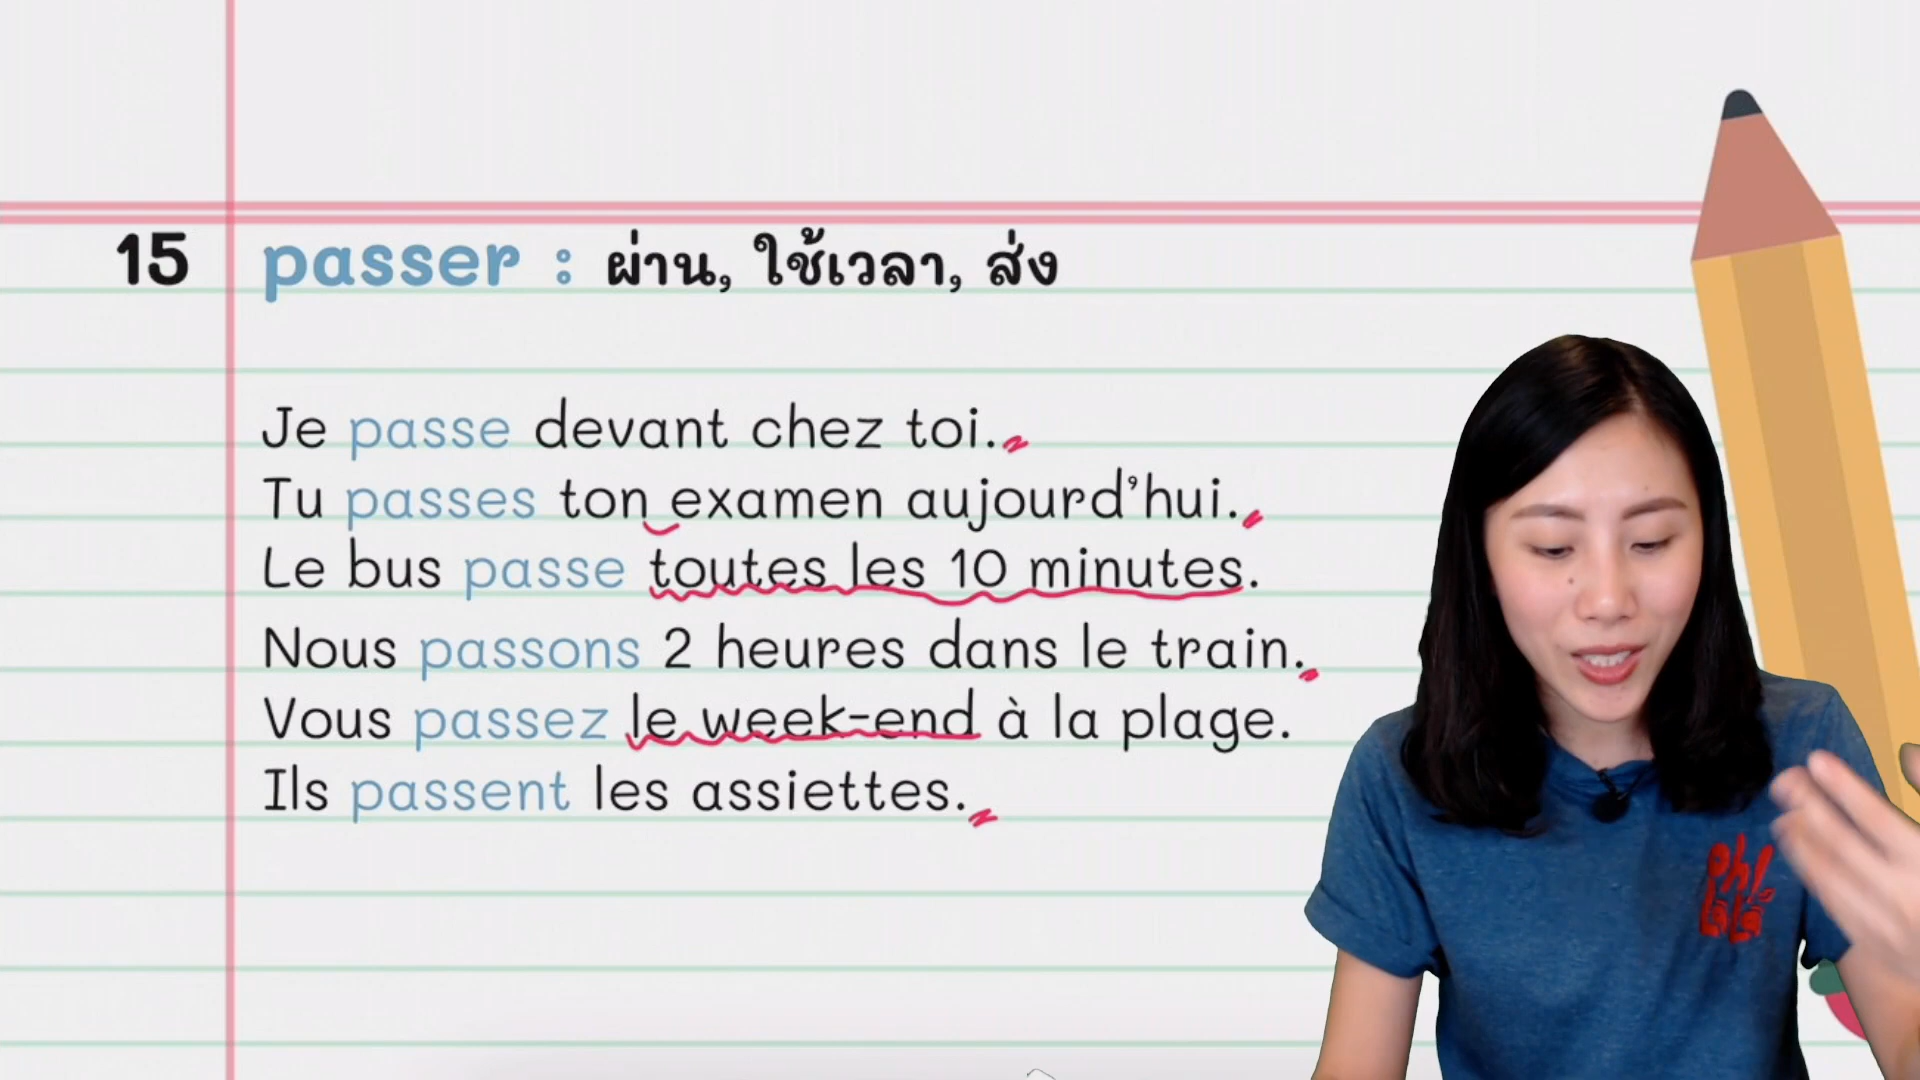 15 passer : ผ่าน, ใช้เวลา, ส่ง
Je passe devant chez toi.
Tu passes ton examen aujourd'hui.
Le bus passe toutes les 10 minutes.
Nous passons 2 heures dans le train.
Vous passez le week-end à la plage.
Ils passent les assiettes.
Oh!
LàLà